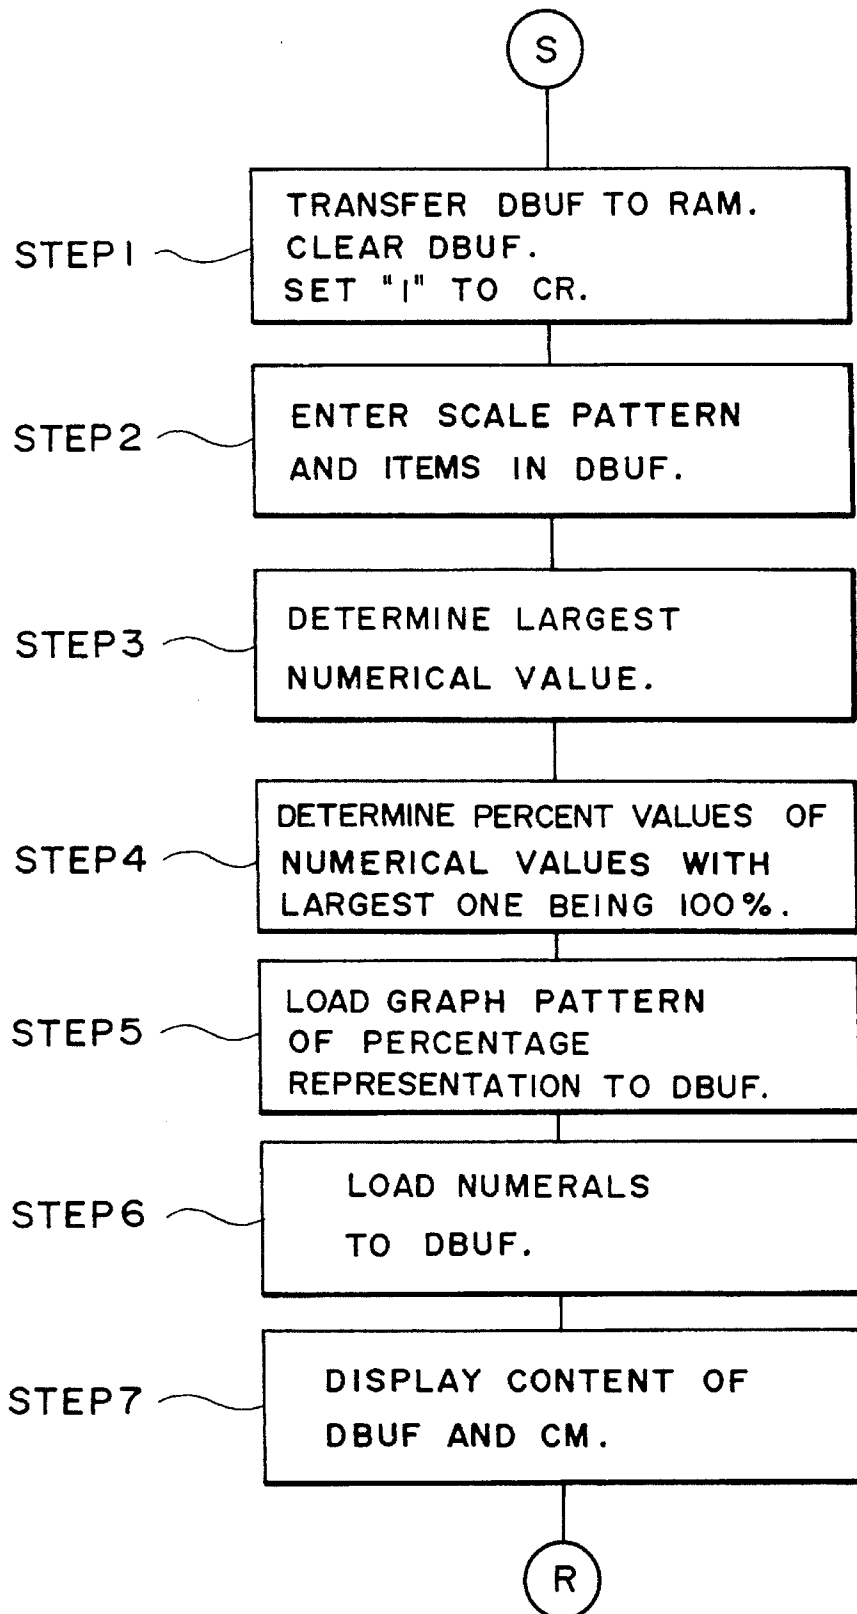 S
STEP1
TRANSFER DBUF TO RAM.
CLEAR DBUF.
SET "1" TO CR.
STEP2
ENTER SCALE PATTERN
AND ITEMS IN DBUF.
STEP3
DETERMINE LARGEST
NUMERICAL VALUE.
STEP4
DETERMINE PERCENT VALUES OF
NUMERICAL VALUES WITH
LARGEST ONE BEING 100%.
STEP5
LOAD GRAPH PATTERN
OF PERCENTAGE
REPRESENTATION TO DBUF.
STEP6
LOAD NUMERALS
TO DBUF.
STEP7
DISPLAY CONTENT OF
DBUF AND CM.
R